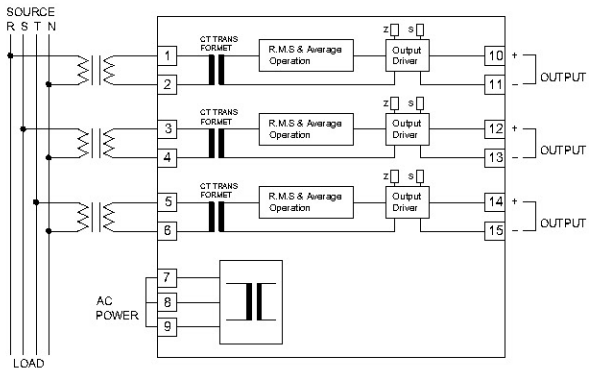 SOURCE
R S T N
CT TRANS
FORMET
1
2
R.M.S & Average
Operation
Z S
Output
Driver
10 +
11 −
OUTPUT
CT TRANS
FORMET
3
4
R.M.S & Average
Operation
Z S
Output
Driver
12 +
13 −
OUTPUT
CT TRANS
FORMET
5
6
R.M.S & Average
Operation
Z S
Output
Driver
14 +
15 −
OUTPUT
AC
POWER
7
8
9
LOAD